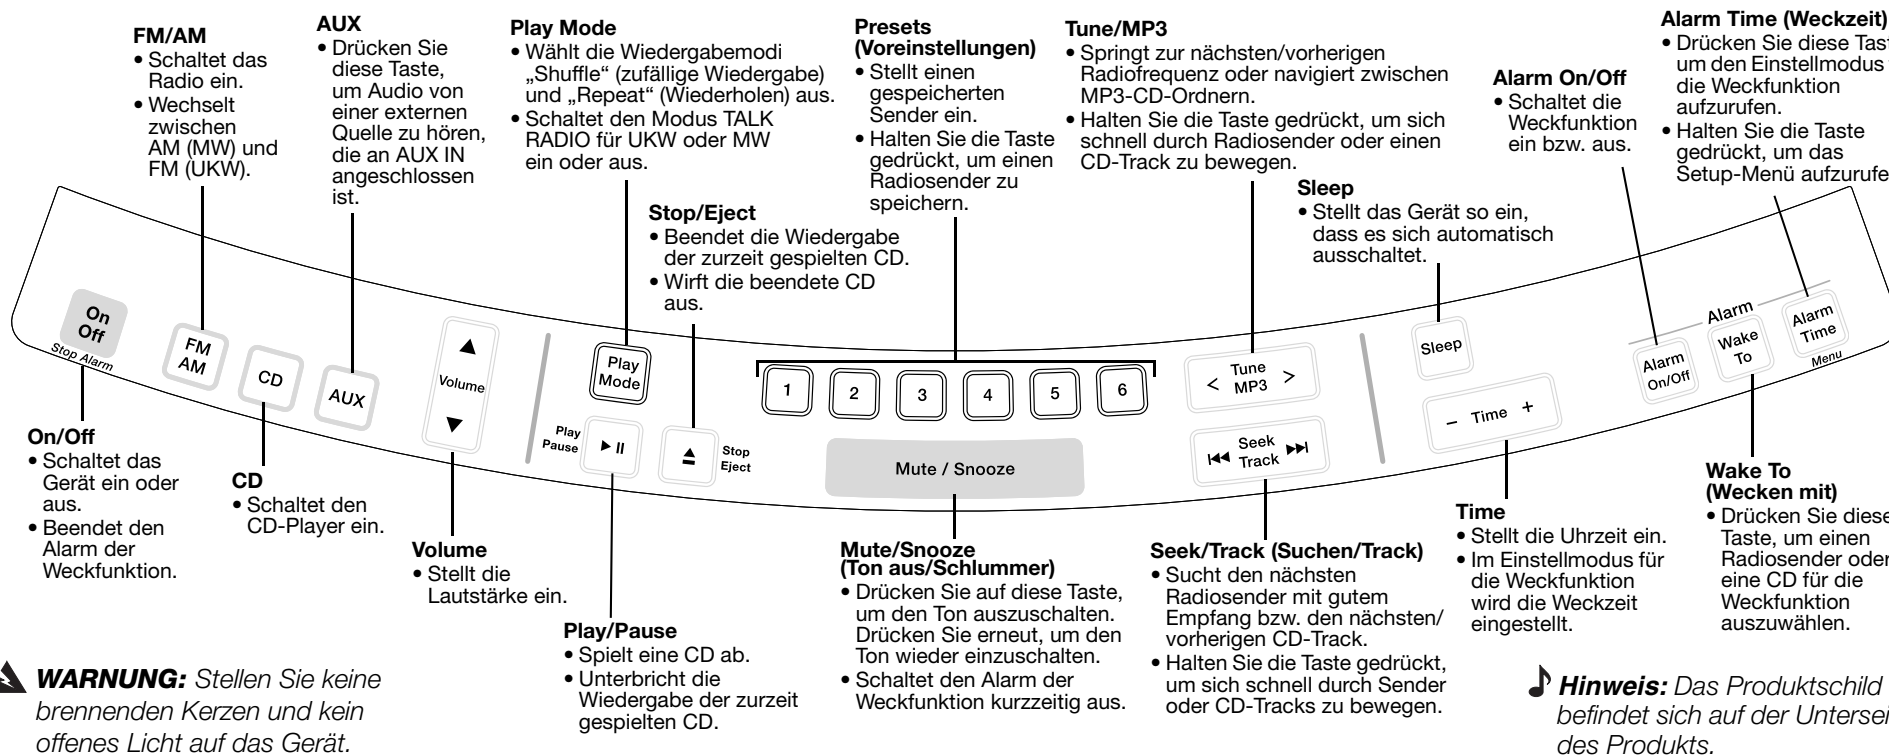 FM/AM
• Schaltet das
Radio ein.
• Wechselt
zwischen
AM (MW) und
FM (UKW).
AUX
• Drücken Sie
diese Taste,
um Audio von
einer externen
Quelle zu hören,
die an AUX IN
angeschlossen
ist.
Play Mode
• Wählt die Wiedergabemodi
„Shuffle“ (zufällige Wiedergabe)
und „Repeat“ (Wiederholen) aus.
• Schaltet den Modus TALK
RADIO für UKW oder MW
ein oder aus.
Stop/Eject
• Beendet die Wiedergabe
der zurzeit gespielten CD.
• Wirft die beendete CD
aus.
Presets
(Voreinstellungen)
• Stellt einen
gespeicherten
Sender ein.
• Halten Sie die Taste
gedrückt, um einen
Radiosender zu
speichern.
Tune/MP3
• Springt zur nächsten/vorherigen
Radiofrequenz oder navigiert zwischen
MP3-CD-Ordnern.
• Halten Sie die Taste gedrückt, um sich
schnell durch Radiosender oder einen
CD-Track zu bewegen.
Sleep
• Stellt das Gerät so ein,
dass es sich automatisch
ausschaltet.
Alarm On/Off
• Schaltet die
Weckfunktion
ein bzw. aus.
Alarm Time (Weckzeit)
• Drücken Sie diese Tast
um den Einstellmodus
die Weckfunktion
aufzurufen.
• Halten Sie die Taste
gedrückt, um das
Setup-Menü aufzurufe
On
Off
Stop Alarm
FM
AM
CD
AUX
Volume
Play
Mode
Play
Pause
Stop
Eject
1
2
3
4
5
6
Mute / Snooze
< Tune >
MP3
Seek
Track
Sleep
– Time +
Alarm
Alarm
On/Off
Wake
To
Alarm
Time
Menu
On/Off
• Schaltet das
Gerät ein oder
aus.
• Beendet den
Alarm der
Weckfunktion.
CD
• Schaltet den
CD-Player ein.
Volume
• Stellt die
Lautstärke ein.
Play/Pause
• Spielt eine CD ab.
• Unterbricht die
Wiedergabe der zurzeit
gespielten CD.
Mute/Snooze
(Ton aus/Schlummer)
• Drücken Sie auf diese Taste,
um den Ton auszuschalten.
Drücken Sie erneut, um den
Ton wieder einzuschalten.
• Schaltet den Alarm der
Weckfunktion kurzzeitig aus.
Seek/Track (Suchen/Track)
• Sucht den nächsten
Radiosender mit gutem
Empfang bzw. den nächsten/
vorherigen CD-Track.
• Halten Sie die Taste gedrückt,
um sich schnell durch Sender
oder CD-Tracks zu bewegen.
Time
• Stellt die Uhrzeit ein.
• Im Einstellmodus für
die Weckfunktion
wird die Weckzeit
eingestellt.
Wake To
(Wecken mit)
• Drücken Sie diese
Taste, um einen
Radiosender oder
eine CD für die
Weckfunktion
auszuwählen.
WARNUNG: Stellen Sie keine
brennenden Kerzen und kein
offenes Licht auf das Gerät.
Hinweis: Das Produktschild
befindet sich auf der Untersei
des Produkts.